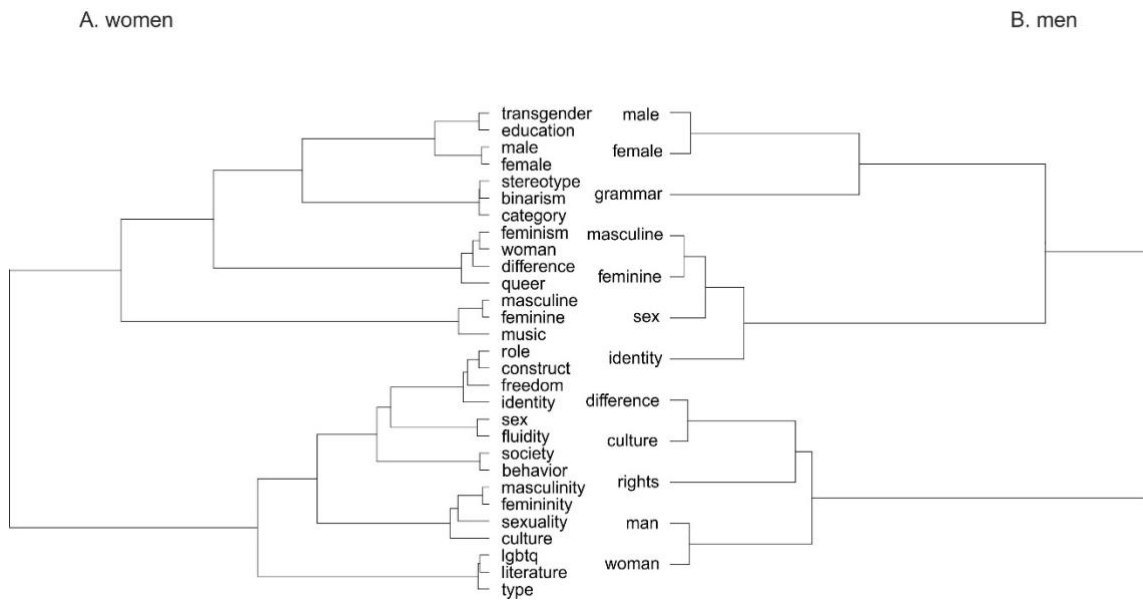 A. women
B. men
transgender
education
male
female
stereotype
binarism
category
feminism
woman
difference
queer
masculine
feminine
music
role
construct
freedom
identity
sex
fluidity
society
behavior
masculinity
femininity
sexuality
culture
lgbtq
literature
type
male
female
grammar
masculine
feminine
sex
identity
difference
culture
rights
man
woman